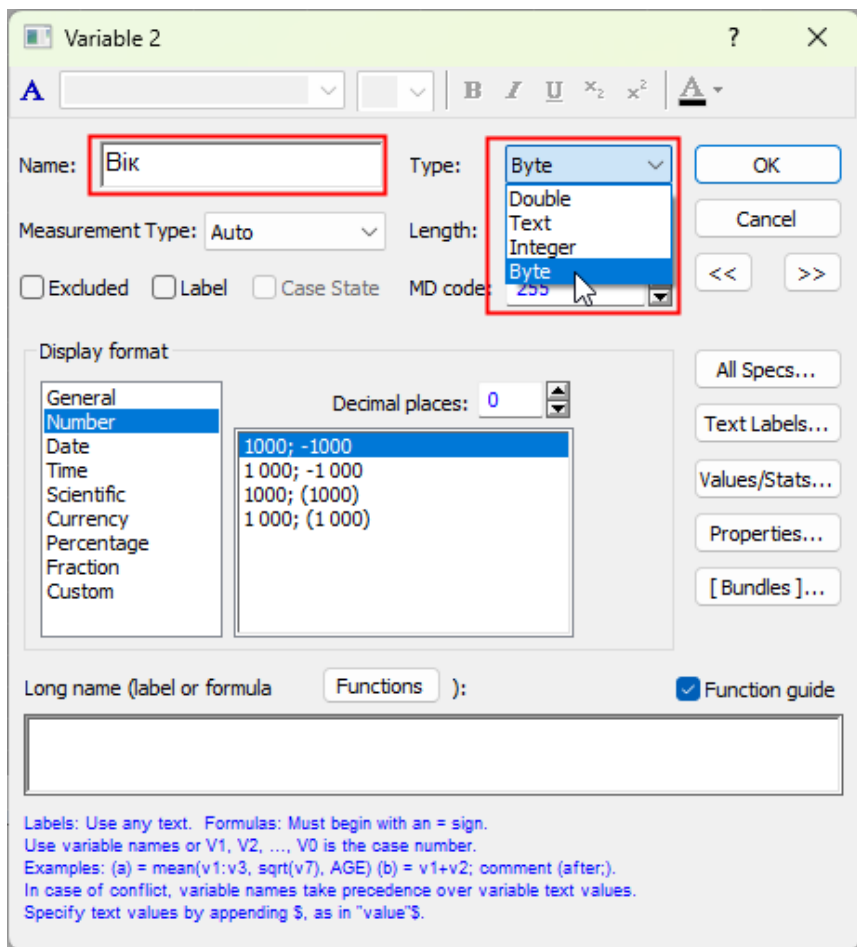 Variable 2 ? ×
A B I U x₂ x² A
Name: Вік Type: Byte OK
Double
Text
Integer
Byte
Measurement Type: Auto Length: Cancel
Excluded Label Case State MD code: 255 << >>
Display format
General
Number
Date
Time
Scientific
Currency
Percentage
Fraction
Custom
Decimal places: 0
1000; -1000
1 000; -1 000
1000; (1000)
1 000; (1 000)
All Specs...
Text Labels...
Values/Stats...
Properties...
[ Bundles ]...
Long name (label or formula Functions ): Function guide
Labels: Use any text. Formulas: Must begin with an = sign.
Use variable names or V1, V2, ..., V0 is the case number.
Examples: (a) = mean(v1:v3, sqrt(v7), AGE) (b) = v1+v2; comment (after;).
In case of conflict, variable names take precedence over variable text values.
Specify text values by appending $, as in "value"$.